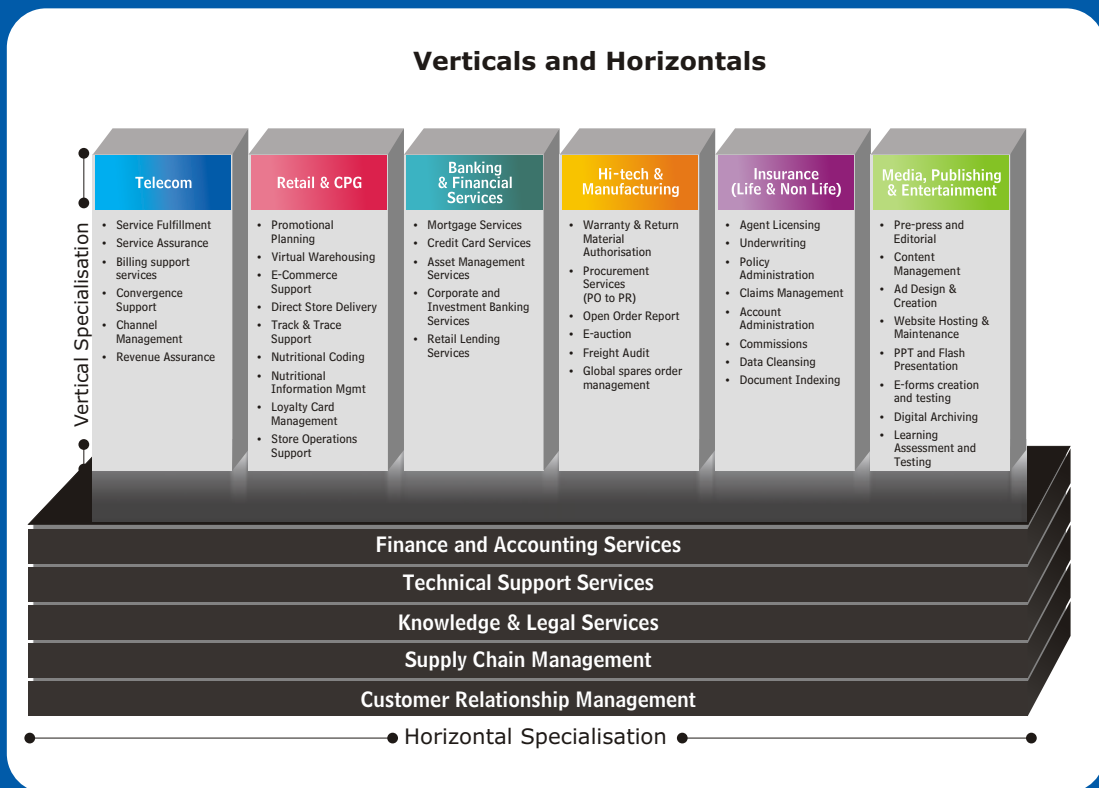 Verticals and Horizontals
Vertical Specialisation
Telecom
• Service Fulfillment
• Service Assurance
• Billing support
services
• Convergence
Support
• Channel
Management
• Revenue Assurance
Retail & CPG
• Promotional
Planning
• Virtual Warehousing
• E-Commerce
Support
• Direct Store Delivery
• Track & Trace
Support
• Nutritional Coding
• Nutritional
Information Mgmt
• Loyalty Card
Management
• Store Operations
Support
Banking
& Financial
Services
• Mortgage Services
• Credit Card Services
• Asset Management
Services
• Corporate and
Investment Banking
Services
• Retail Lending
Services
Hi-tech &
Manufacturing
• Warranty & Return
Material
Authorisation
• Procurement
Services
(PO to PR)
• Open Order Report
• E-auction
• Freight Audit
• Global spares order
management
Insurance
(Life & Non Life)
• Agent Licensing
• Underwriting
• Policy
Administration
• Claims Management
• Account
Administration
• Commissions
• Data Cleansing
• Document Indexing
Media, Publishing
& Entertainment
• Pre-press and
Editorial
• Content
Management
• Ad Design &
Creation
• Website Hosting &
Maintenance
• PPT and Flash
Presentation
• E-forms creation
and testing
• Digital Archiving
• Learning
Assessment and
Testing
Finance and Accounting Services
Technical Support Services
Knowledge & Legal Services
Supply Chain Management
Customer Relationship Management
Horizontal Specialisation